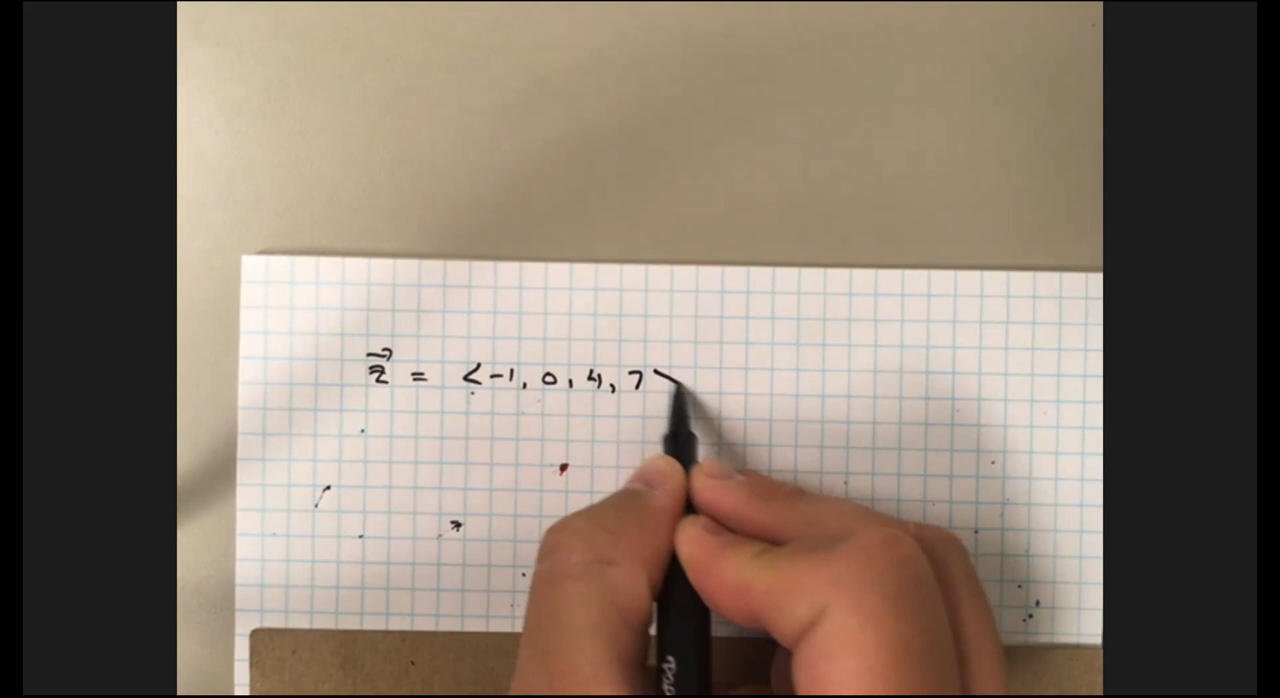 z⃗ = <-1, 0, 4, 7>